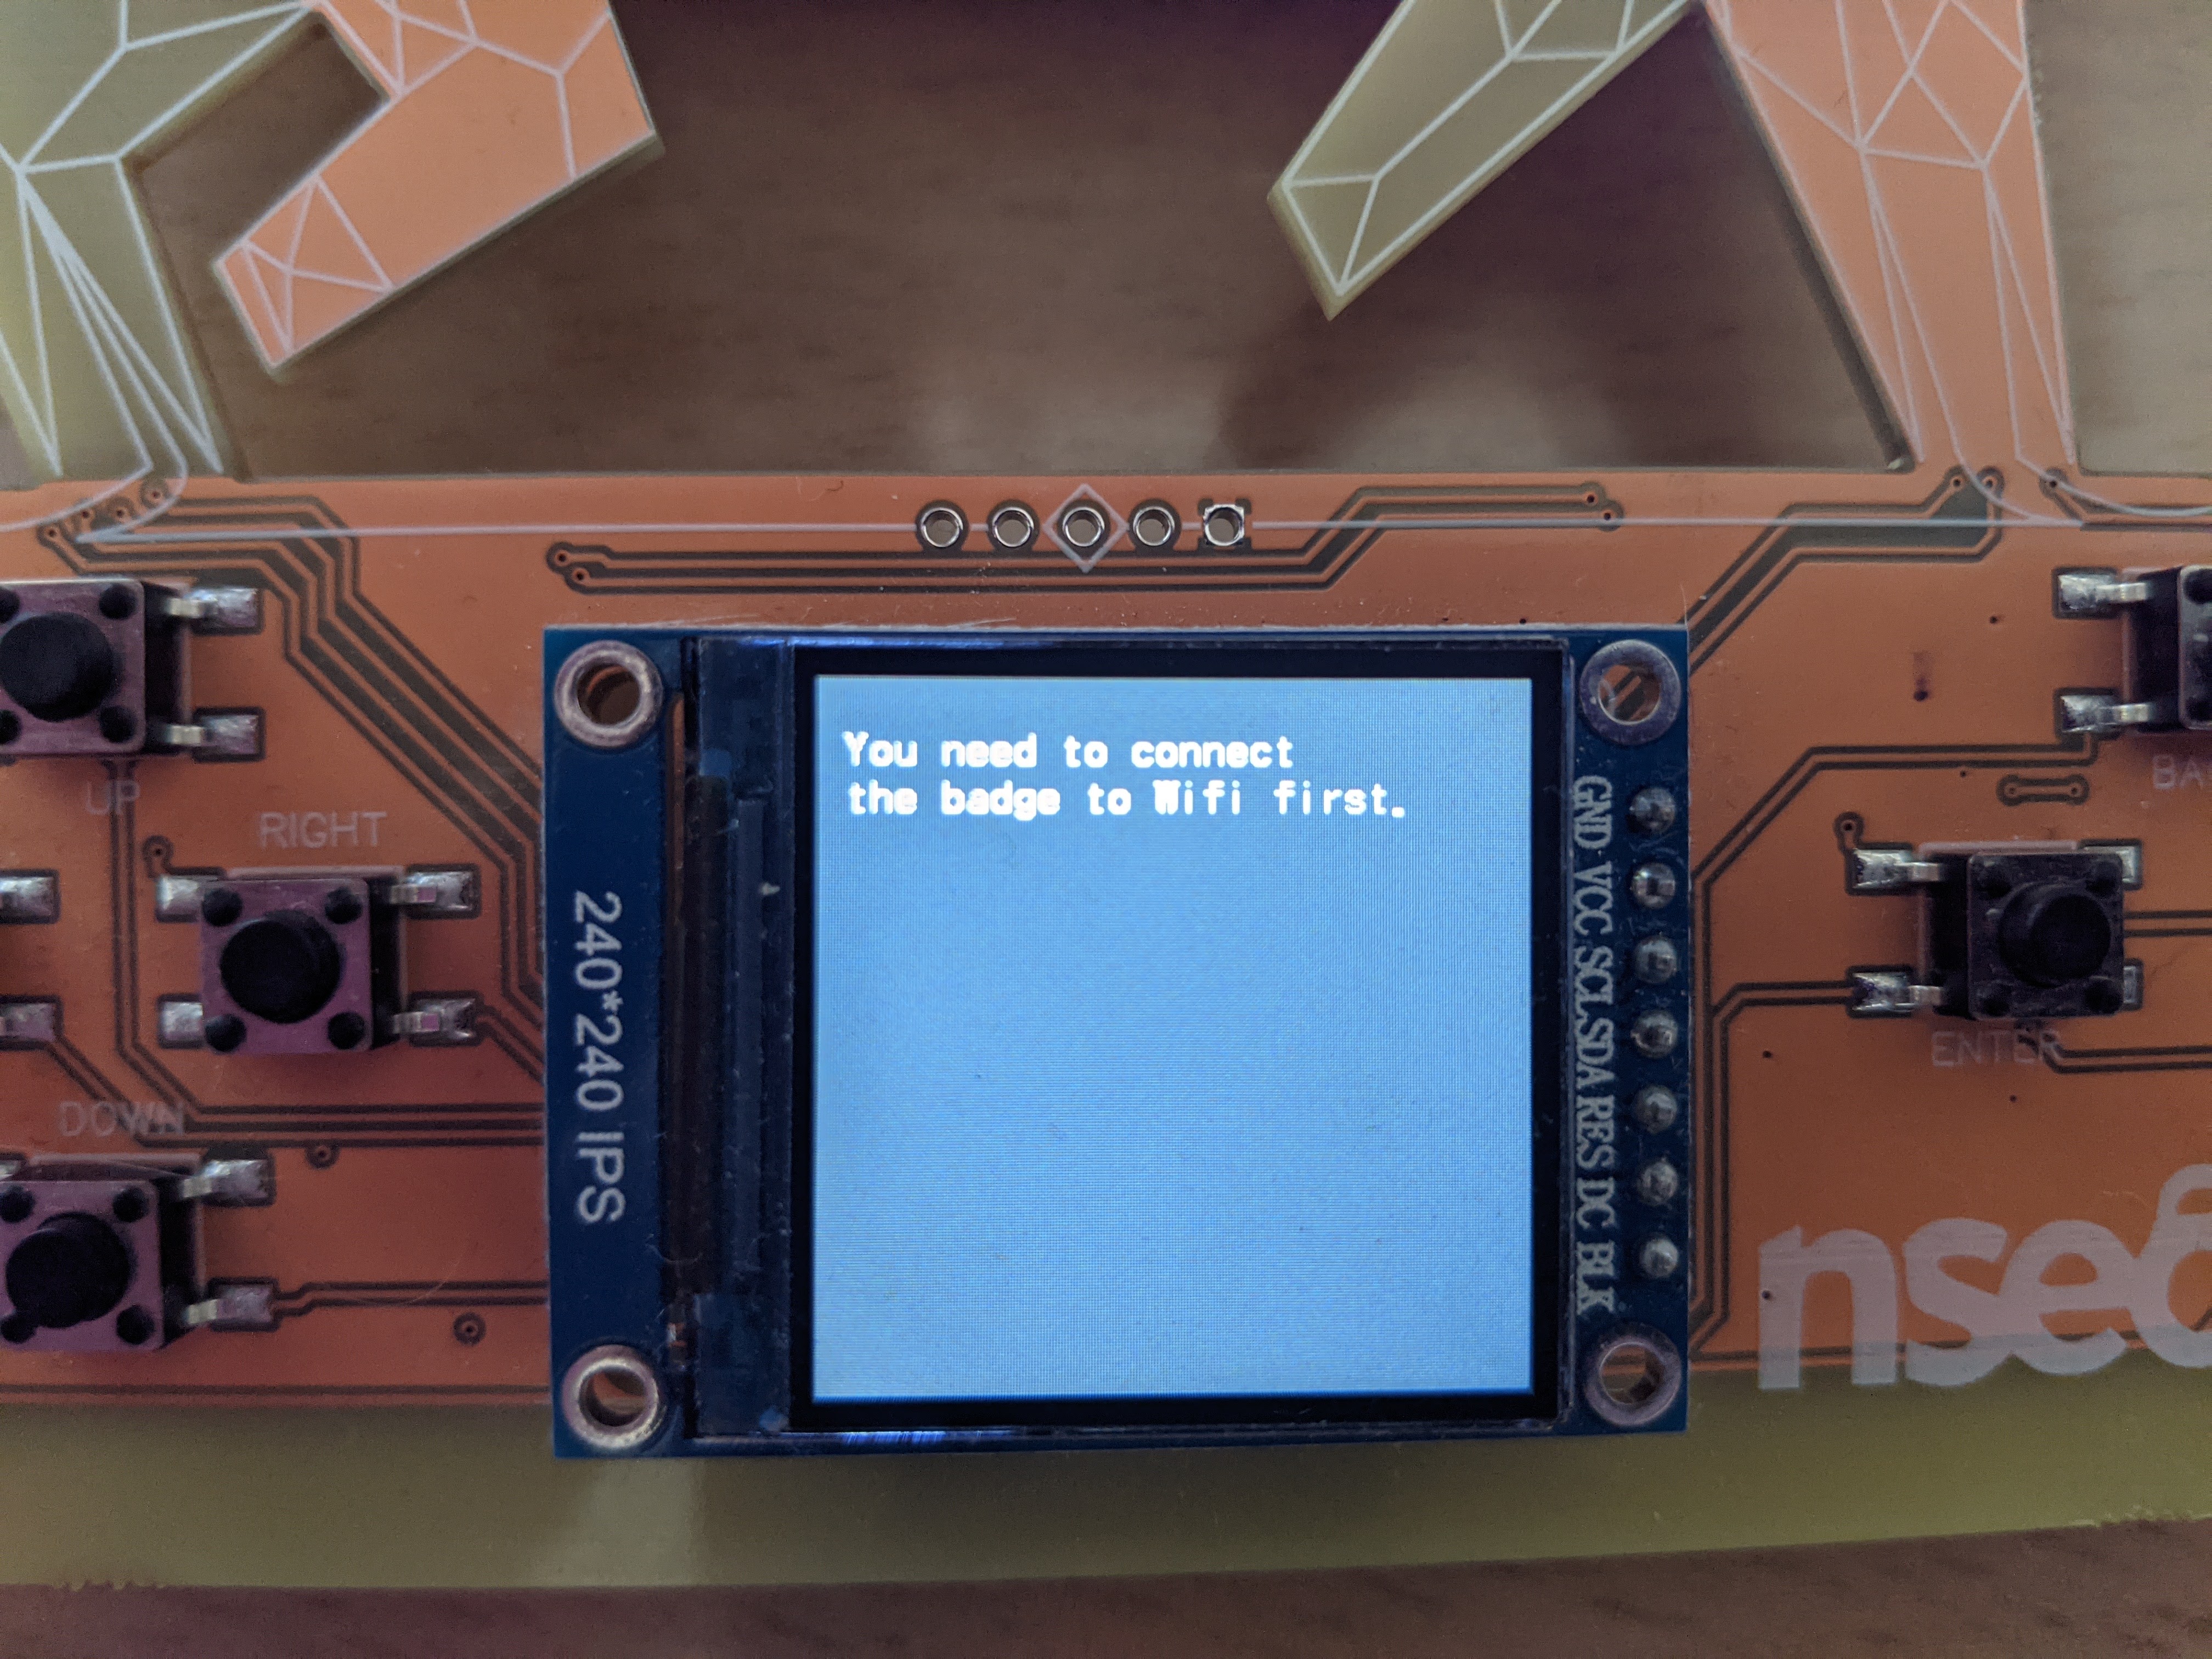 You need to connect
the badge to Wifi first.
UP
RIGHT
DOWN
240*240 IPS
GND VCC SCL SDA RES DC BLK
ENTER